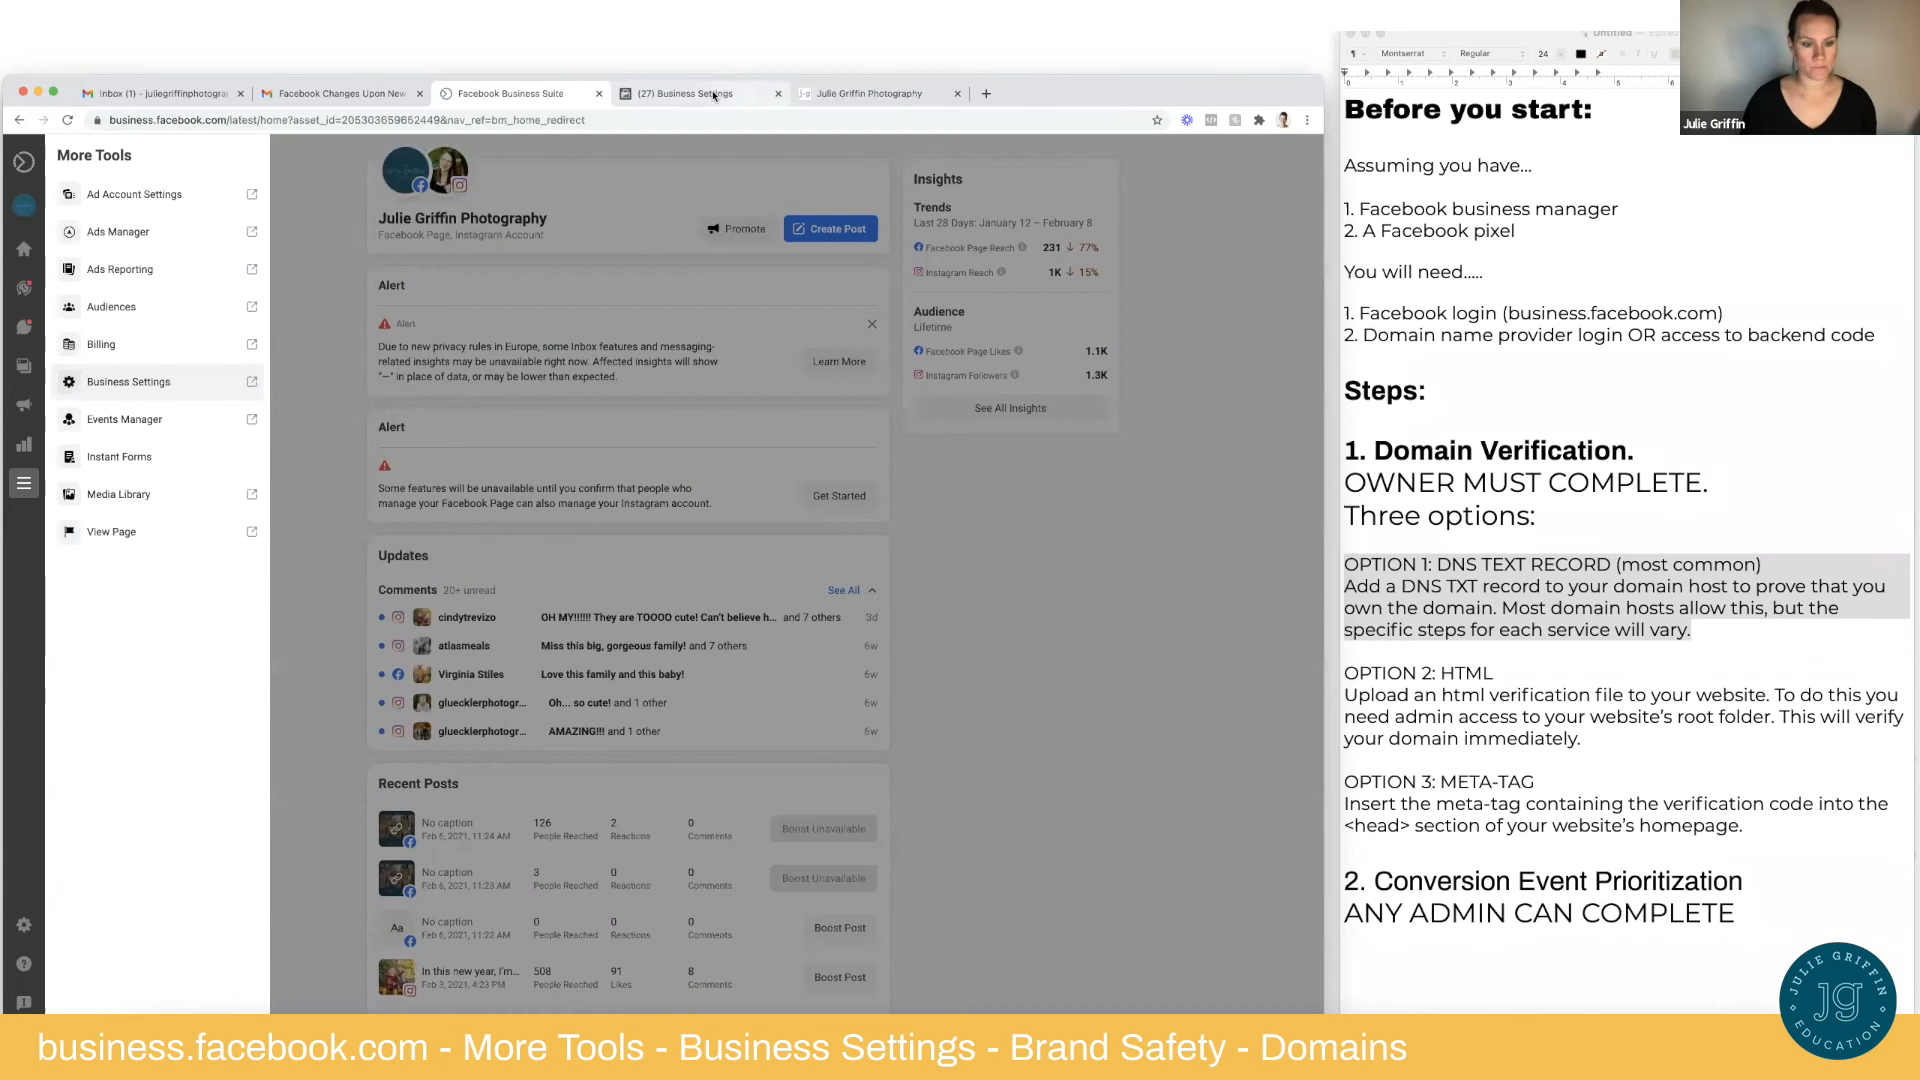 Inbox (1) - juliegriffinphotogra
Facebook Changes Upon New
Facebook Business Suite
(27) Business Settings
Julie Griffin Photography
business.facebook.com/latest/home?asset_id=205303659652449&nav_ref=bm_home_redirect
More Tools
Ad Account Settings
Ads Manager
Ads Reporting
Audiences
Billing
Business Settings
Events Manager
Instant Forms
Media Library
View Page
Julie Griffin Photography
Facebook Page, Instagram Account
Promote
Create Post
Alert
Alert
Due to new privacy rules in Europe, some Inbox features and messaging-
related insights may be unavailable right now. Affected insights will show
"—" in place of data, or may be lower than expected.
Learn More
Alert
Some features will be unavailable until you confirm that people who
manage your Facebook Page can also manage your Instagram account.
Get Started
Updates
Comments 20+ unread
See All
cindytrevizo OH MY!!!!!! They are TOOOO cute! Can't believe h... and 7 others 3d
atlasmeals Miss this big, gorgeous family! and 7 others 6w
Virginia Stiles Love this family and this baby! 6w
gluecklerphotogr... Oh... so cute! and 1 other 6w
gluecklerphotogr... AMAZING!!! and 1 other 6w
Recent Posts
No caption 126 2 0
Feb 6, 2021, 11:24 AM People Reached Reactions Comments
Boost Unavailable
No caption 3 0 0
Feb 6, 2021, 11:23 AM People Reached Reactions Comments
Boost Unavailable
Aa
No caption 0 0 0
Feb 6, 2021, 11:22 AM People Reached Reactions Comments
Boost Post
In this new year, I'm... 508 91 8
Feb 3, 2021, 4:23 PM People Reached Likes Comments
Boost Post
Insights
Trends
Last 28 Days: January 12 – February 8
Facebook Page Reach 231 ↓ 77%
Instagram Reach 1K ↓ 15%
Audience
Lifetime
Facebook Page Likes 1.1K
Instagram Followers 1.3K
See All Insights
Untitled — Edited
Montserrat Regular 24
0 1 2 3 4 5 6
Before you start:
Assuming you have...
1. Facebook business manager
2. A Facebook pixel
You will need.....
1. Facebook login (business.facebook.com)
2. Domain name provider login OR access to backend code
Steps:
1. Domain Verification.
OWNER MUST COMPLETE.
Three options:
OPTION 1: DNS TEXT RECORD (most common)
Add a DNS TXT record to your domain host to prove that you
own the domain. Most domain hosts allow this, but the
specific steps for each service will vary.
OPTION 2: HTML
Upload an html verification file to your website. To do this you
need admin access to your website's root folder. This will verify
your domain immediately.
OPTION 3: META-TAG
Insert the meta-tag containing the verification code into the
<head> section of your website's homepage.
2. Conversion Event Prioritization
ANY ADMIN CAN COMPLETE
Julie Griffin
JULIE GRIFFIN
jg
EDUCATION
business.facebook.com - More Tools - Business Settings - Brand Safety - Domains